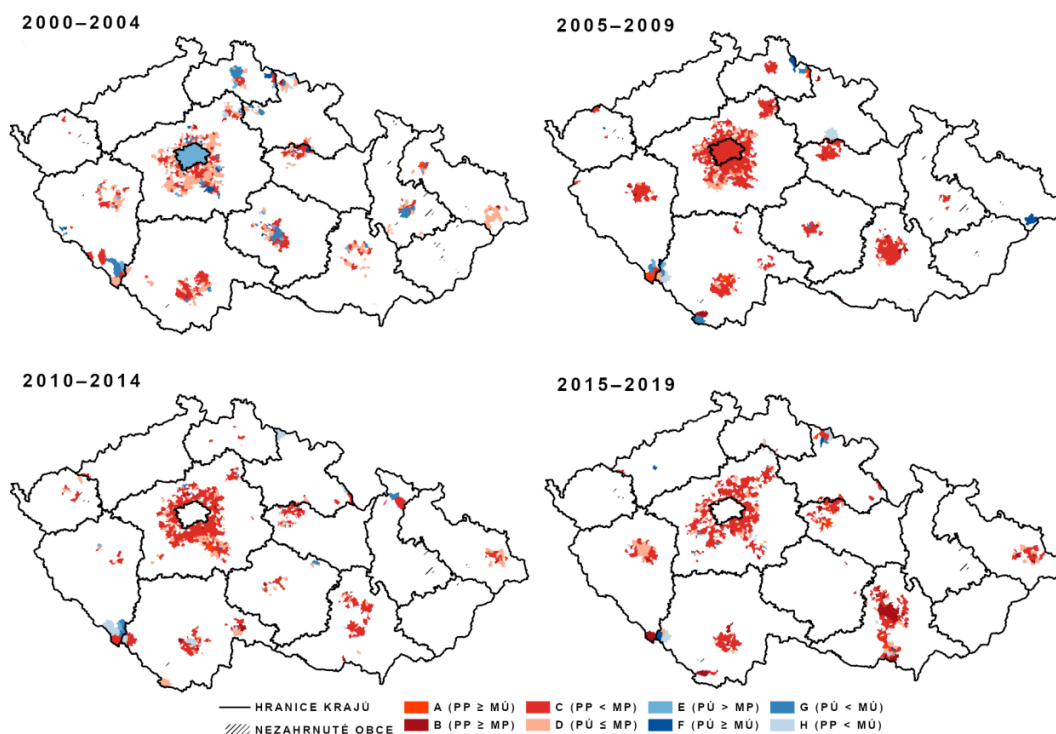 2000–2004
2005–2009
2010–2014
2015–2019
HRANICE KRAJŮ
A (PP ≥ MÚ)
C (PP < MP)
E (PÚ > MP)
G (PÚ < MÚ)
NEZAHRNUTÉ OBCE
B (PP ≥ MP)
D (PÚ ≤ MP)
F (PÚ ≥ MÚ)
H (PP < MÚ)